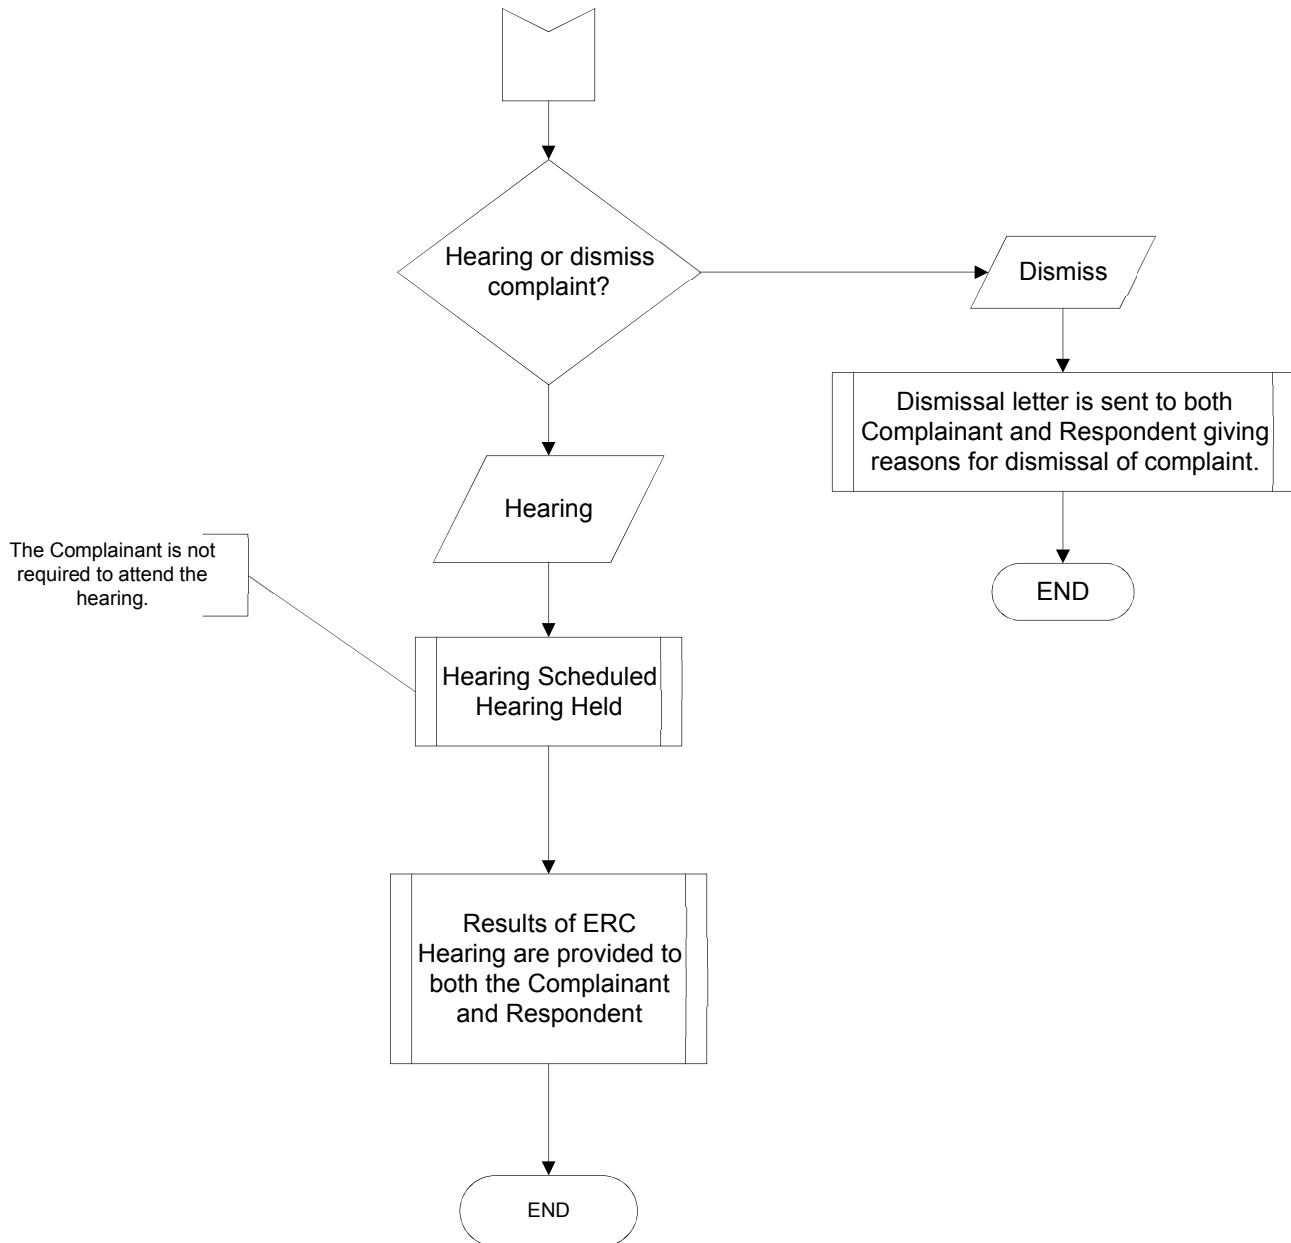 Hearing or dismiss
complaint?
Dismiss
Dismissal letter is sent to both
Complainant and Respondent giving
reasons for dismissal of complaint.
END
Hearing
The Complainant is not
required to attend the
hearing.
Hearing Scheduled
Hearing Held
Results of ERC
Hearing are provided to
both the Complainant
and Respondent
END